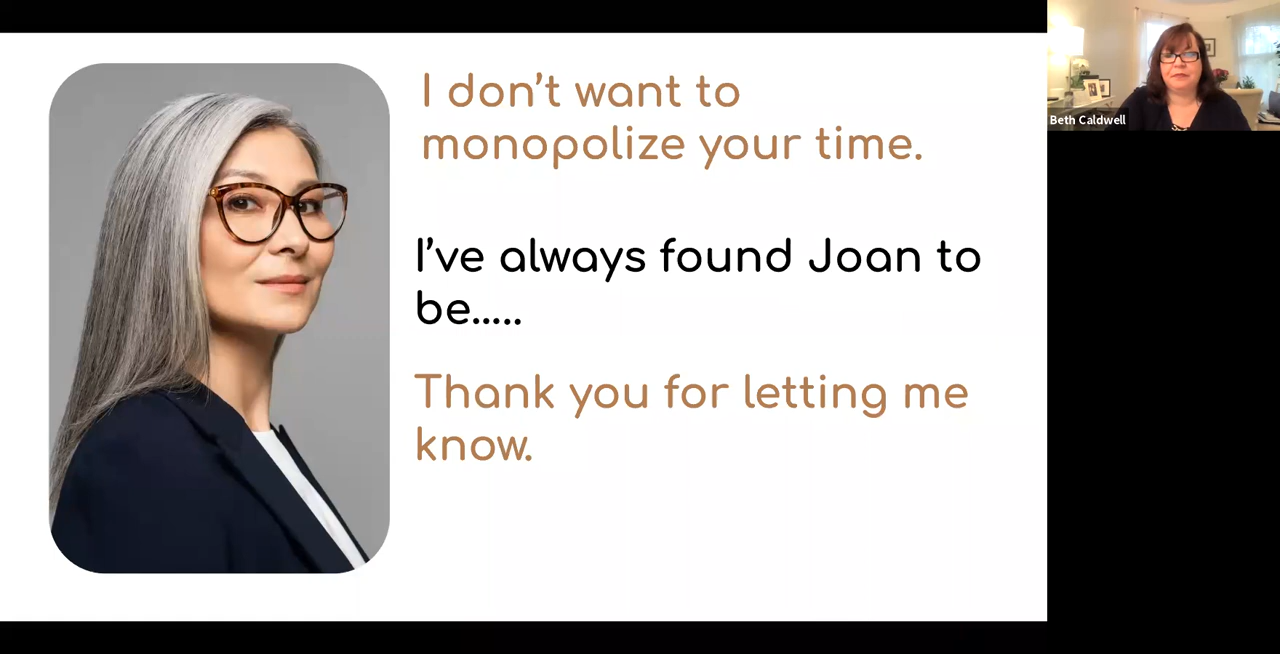 I don't want to
monopolize your time.
I've always found Joan to
be.....
Thank you for letting me
know.
Beth Caldwell